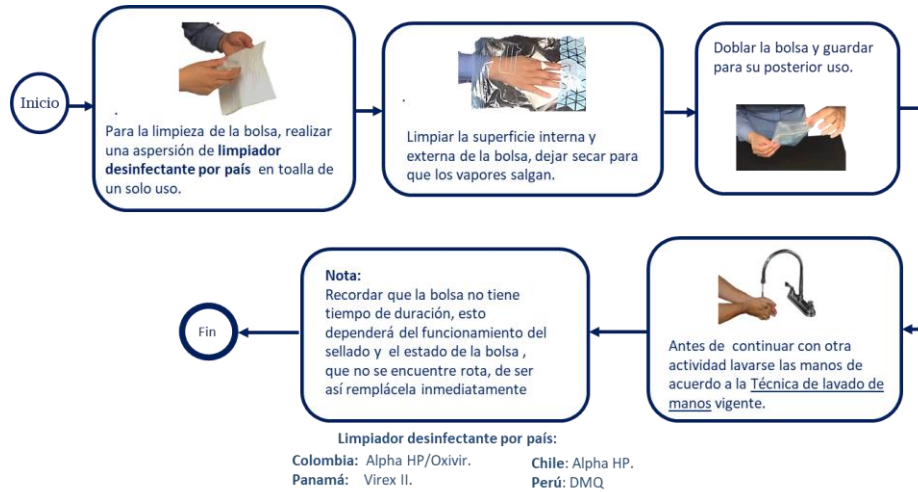 Inicio
Para la limpieza de la bolsa, realizar
una aspersión de limpiador
desinfectante por país en toalla de
un solo uso.
Limpiar la superficie interna y
externa de la bolsa, dejar secar para
que los vapores salgan.
Doblar la bolsa y guardar
para su posterior uso.
Antes de continuar con otra
actividad lavarse las manos de
acuerdo a la Técnica de lavado de
manos vigente.
Nota:
Recordar que la bolsa no tiene
tiempo de duración, esto
dependerá del funcionamiento del
sellado y el estado de la bolsa ,
que no se encuentre rota, de ser
así remplácela inmediatamente
Fin
Limpiador desinfectante por país:
Colombia: Alpha HP/Oxivir.
Panamá: Virex II.
Chile: Alpha HP.
Perú: DMQ